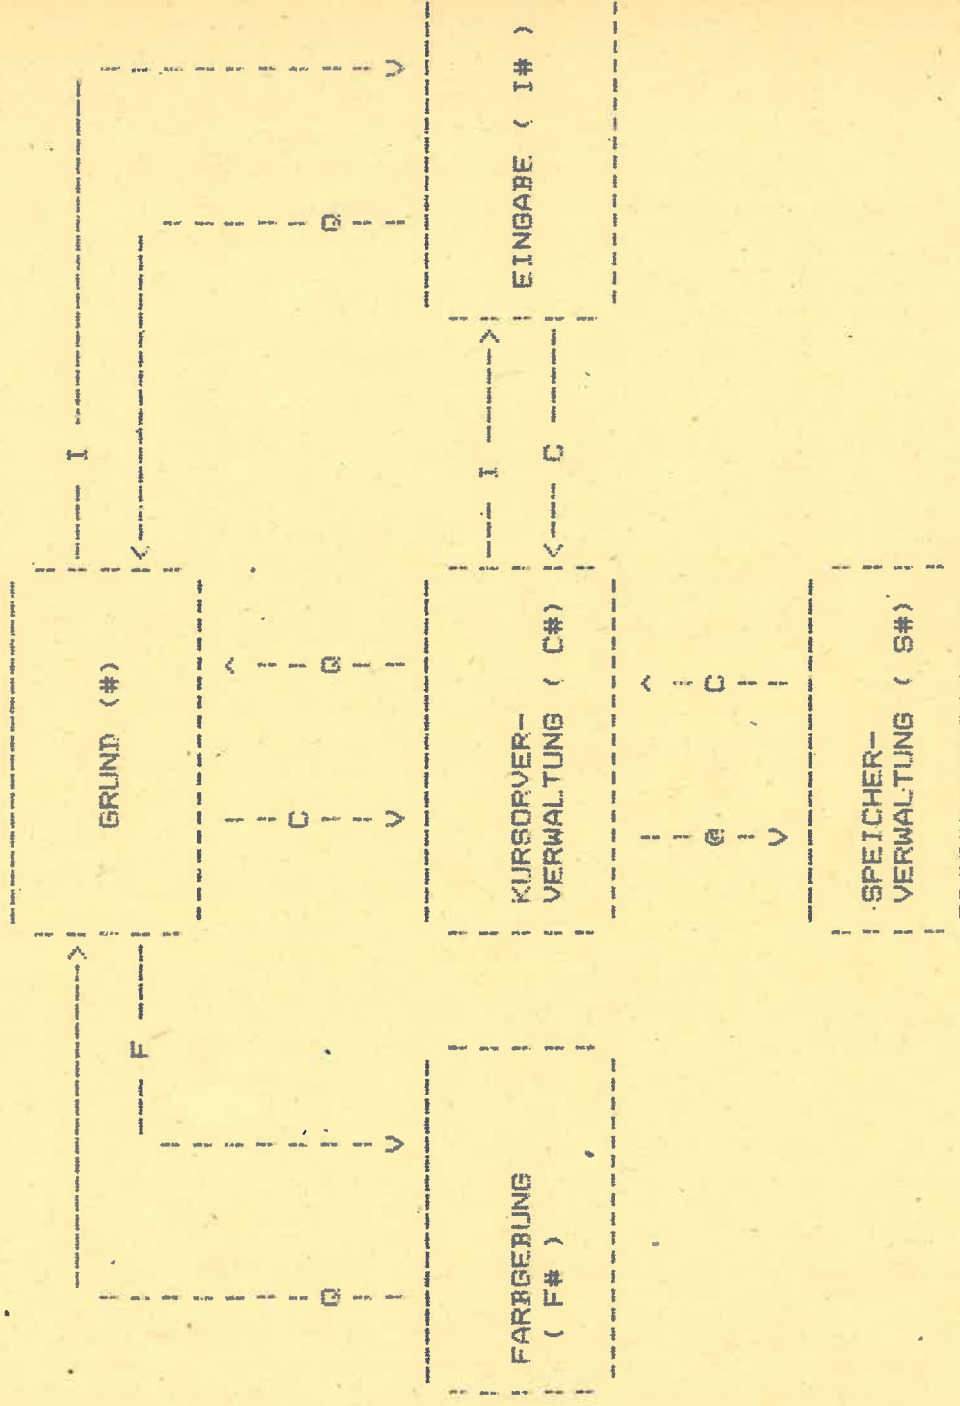 I
GRUND (#)
F
C
Q
Q
Q
I
FARBGEBUNG
( F# )
KURSORVER-
VERWALTUNG ( C#)
EINGABE ( I# )
C
@
C
SPEICHER-
VERWALTUNG ( S#)